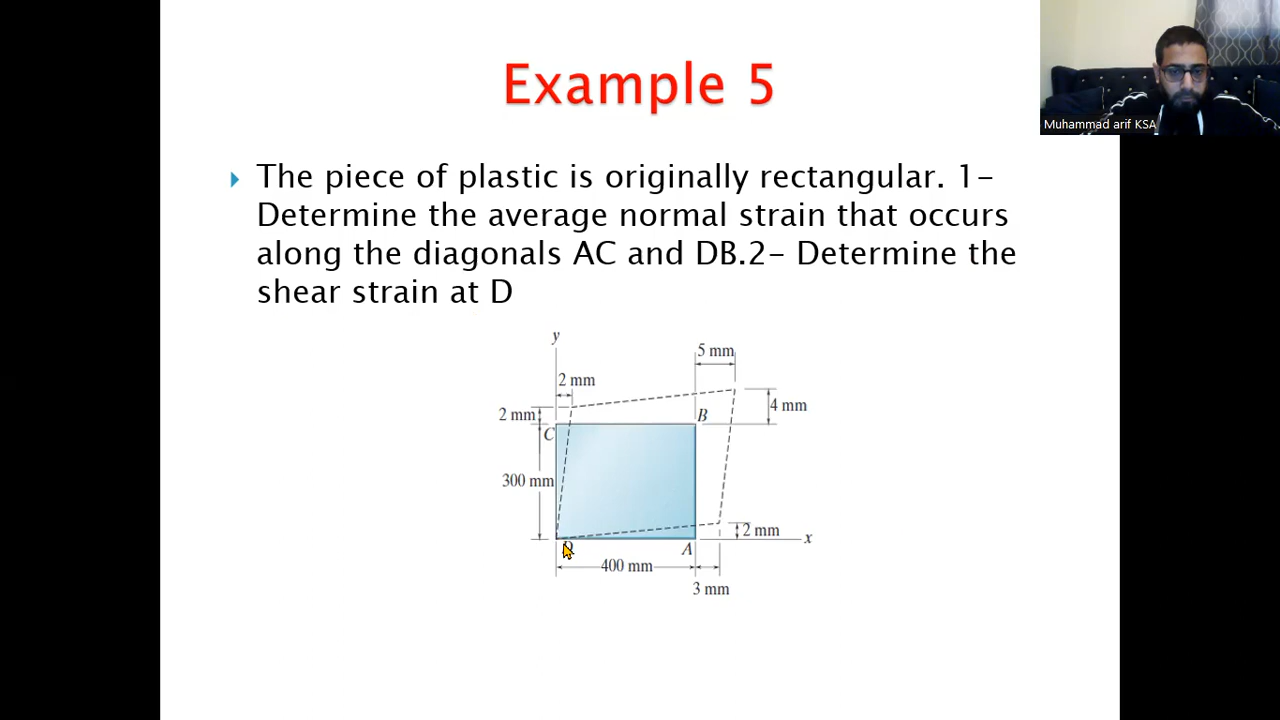 Example 5
Muhammad arif KSA
The piece of plastic is originally rectangular. 1-
Determine the average normal strain that occurs
along the diagonals AC and DB.2- Determine the
shear strain at D
y
5 mm
2 mm
2 mm
4 mm
B
C
300 mm
2 mm
x
A
400 mm
3 mm